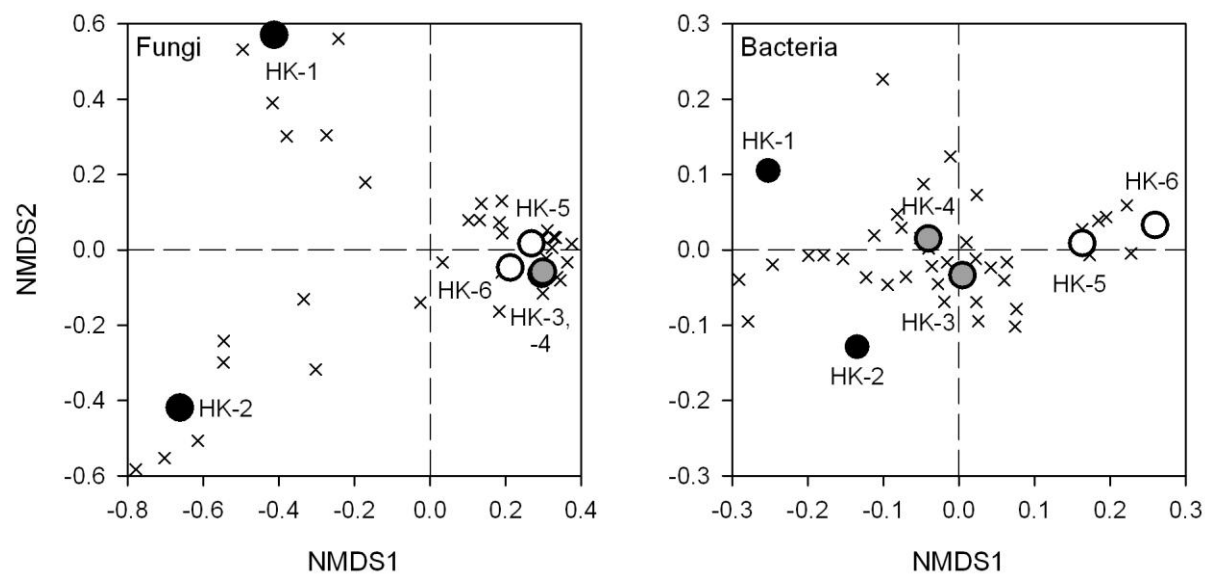 Fungi
HK-1
HK-5
HK-6
HK-3,
-4
HK-2
0.6
0.4
0.2
0.0
-0.2
-0.4
-0.6
-0.8 -0.6 -0.4 -0.2 0.0 0.2 0.4
NMDS1
NMDS2
Bacteria
HK-1
HK-6
HK-4
HK-5
HK-3
HK-2
0.3
0.2
0.1
0.0
-0.1
-0.2
-0.3
-0.3 -0.2 -0.1 0.0 0.1 0.2 0.3
NMDS1